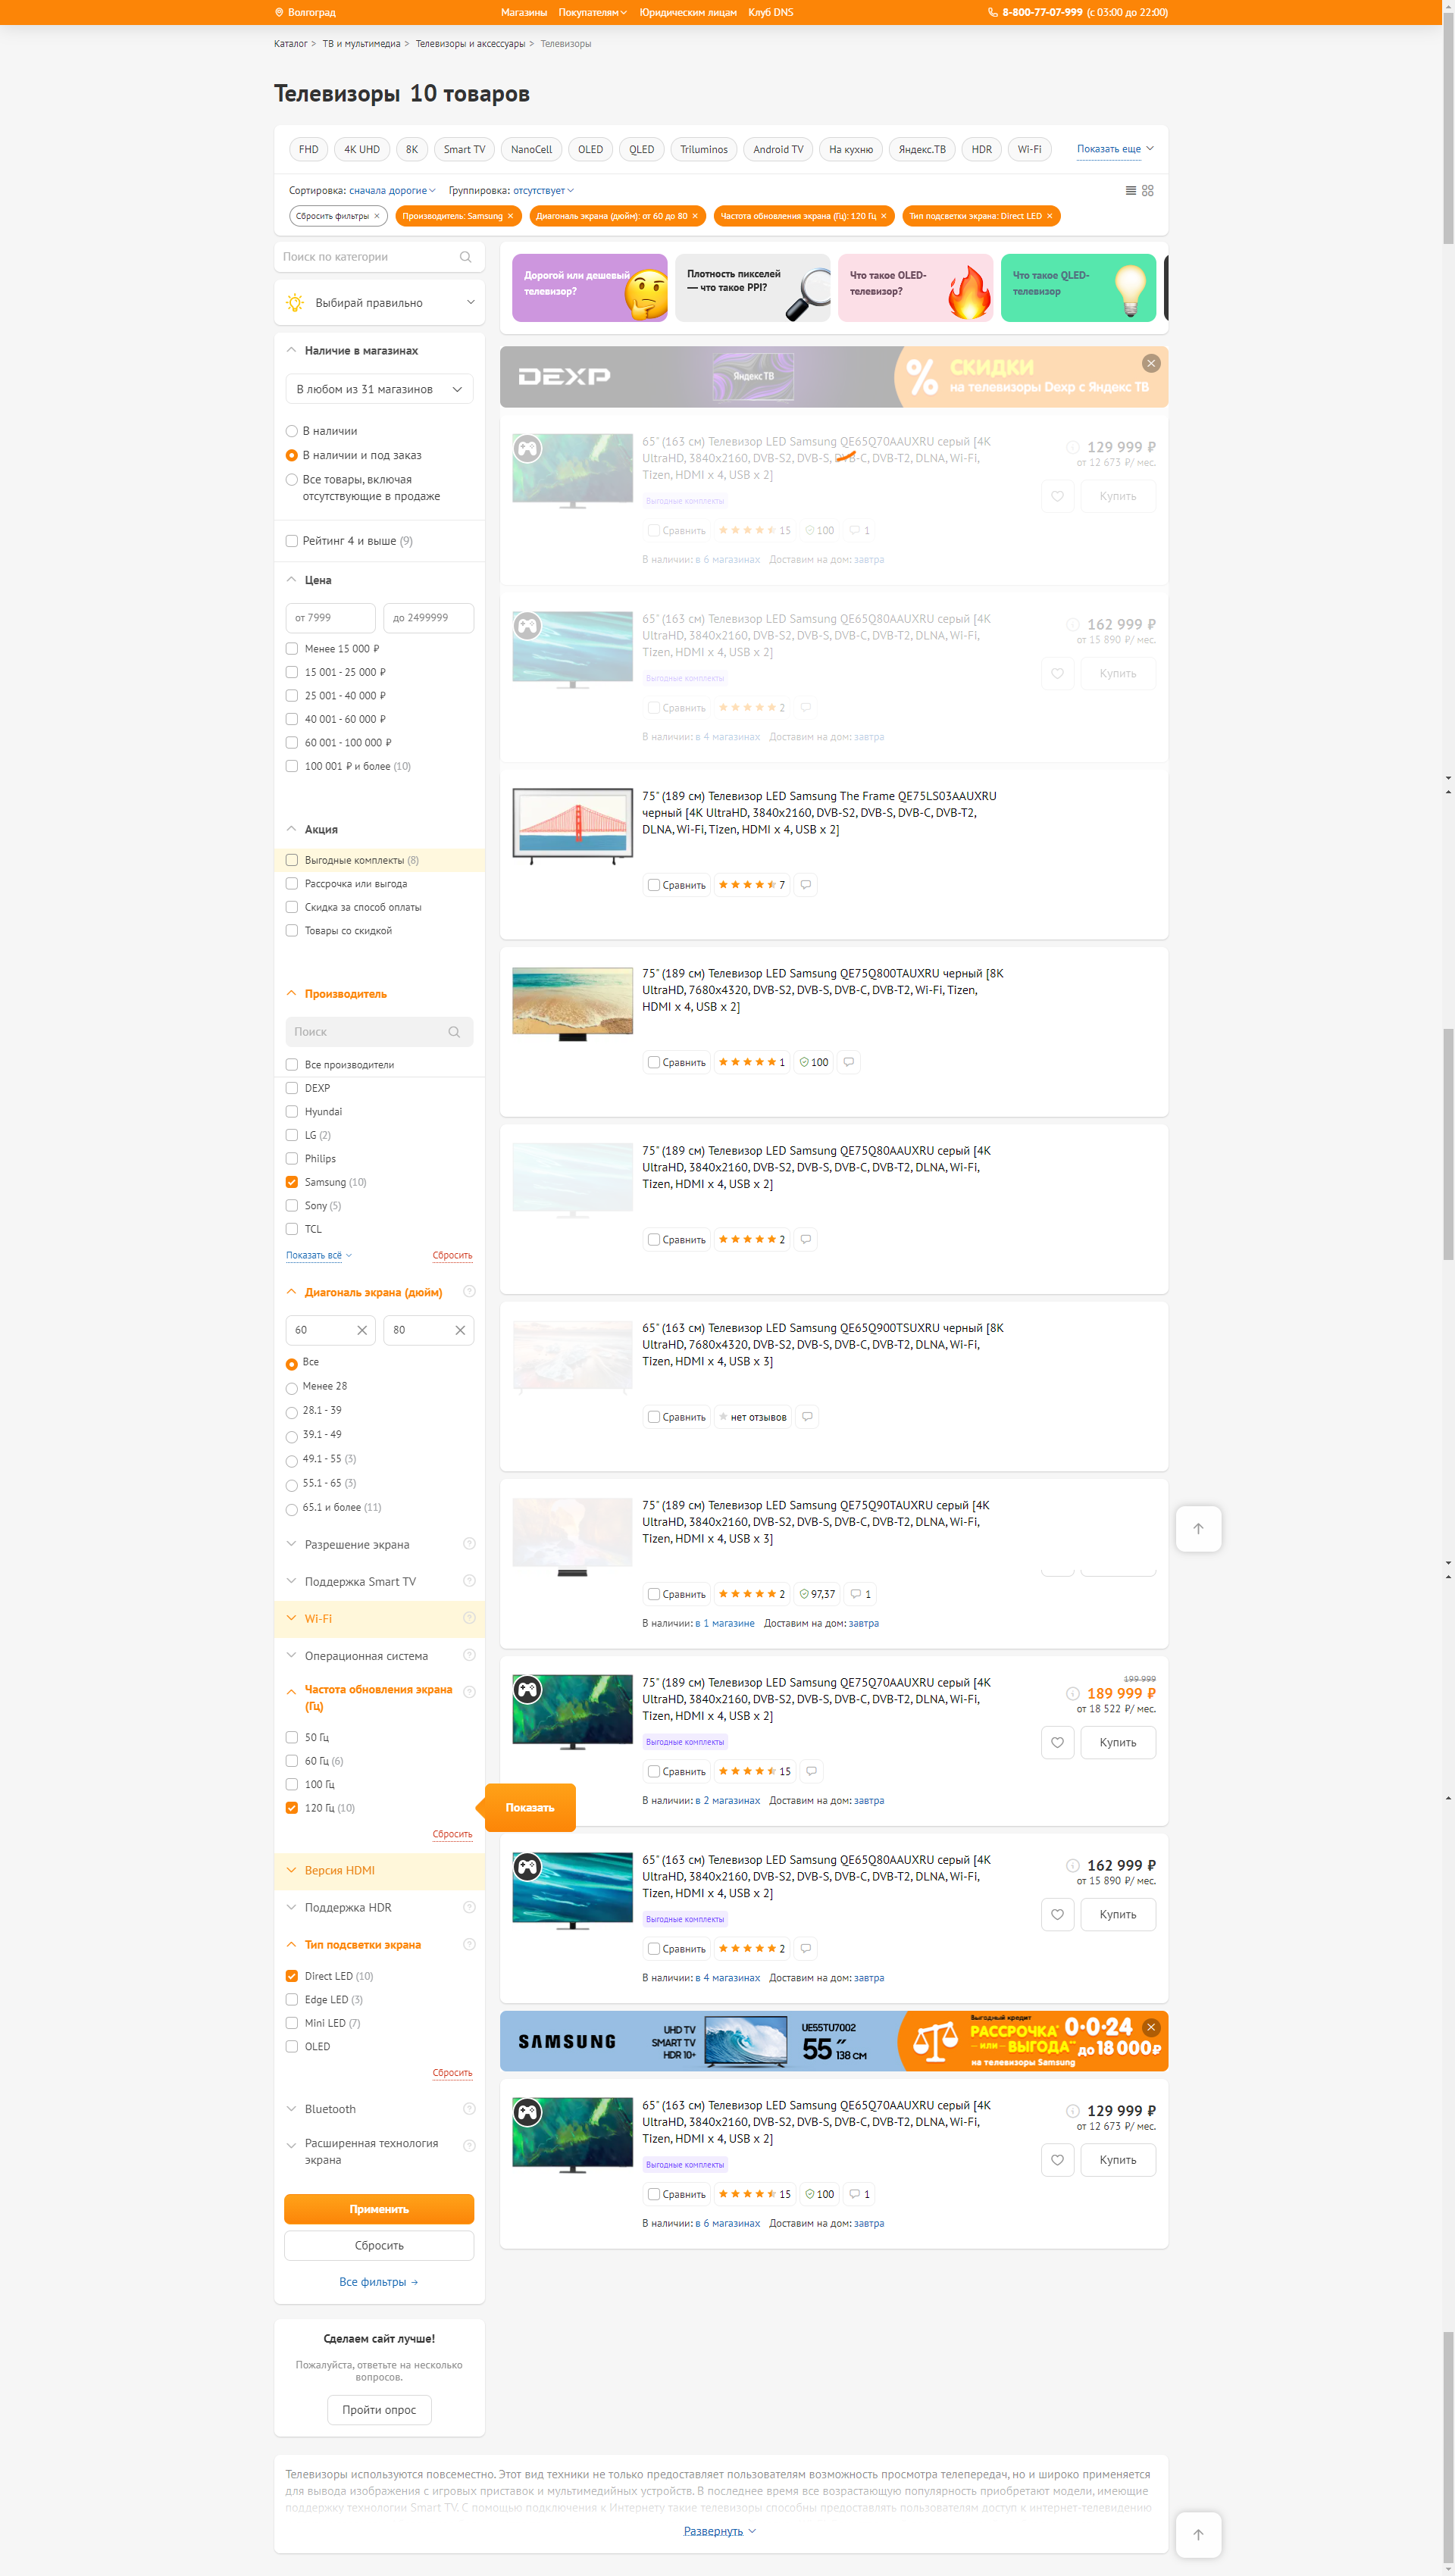 Волгоград
Магазины Покупателям Юридическим лицам Клуб DNS
8-800-77-07-999 (с 03:00 до 22:00)
Каталог > ТВ и мультимедиа > Телевизоры и аксессуары > Телевизоры
Телевизоры 10 товаров
FHD 4K UHD 8K Smart TV NanoCell OLED QLED Triluminos Android TV На кухню Яндекс.ТВ HDR Wi-Fi Показать еще
Сортировка: сначала дорогие Группировка: отсутствует
Сбросить фильтры × Производитель: Samsung × Диагональ экрана (дюйм): от 60 до 80 × Частота обновления экрана (Гц): 120 Гц × Тип подсветки экрана: Direct LED ×
Поиск по категории
Выбирай правильно
Наличие в магазинах
В любом из 31 магазинов
В наличии
В наличии и под заказ
Все товары, включая
отсутствующие в продаже
Рейтинг 4 и выше (9)
Цена
от 7999 до 2499999
Менее 15 000 ₽
15 001 - 25 000 ₽
25 001 - 40 000 ₽
40 001 - 60 000 ₽
60 001 - 100 000 ₽
100 001 ₽ и более (10)
Акция
Выгодные комплекты (8)
Рассрочка или выгода
Скидка за способ оплаты
Товары со скидкой
Производитель
Поиск
Все производители
DEXP
Hyundai
LG (2)
Philips
Samsung (10)
Sony (5)
TCL
Показать всё Сбросить
Диагональ экрана (дюйм)
60 80
Все
Менее 28
28.1 - 39
39.1 - 49
49.1 - 55 (3)
55.1 - 65 (3)
65.1 и более (11)
Разрешение экрана
Поддержка Smart TV
Wi-Fi
Операционная система
Частота обновления экрана
(Гц)
50 Гц
60 Гц (6)
100 Гц
120 Гц (10)
Показать
Сбросить
Версия HDMI
Поддержка HDR
Тип подсветки экрана
Direct LED (10)
Edge LED (3)
Mini LED (7)
OLED
Сбросить
Bluetooth
Расширенная технология
экрана
Применить
Сбросить
Все фильтры →
Сделаем сайт лучше!
Пожалуйста, ответьте на несколько
вопросов.
Пройти опрос
Дорогой или дешевый
телевизор?
Плотность пикселей
— что такое PPI?
Что такое OLED-
телевизор?
Что такое QLED-
телевизор
DEXP
Яндекс ТВ
% СКИДКИ
на телевизоры Dexp с Яндекс ТВ
65" (163 см) Телевизор LED Samsung QE65Q70AAUXRU серый [4K
UltraHD, 3840x2160, DVB-S2, DVB-S, DVB-C, DVB-T2, DLNA, Wi-Fi,
Tizen, HDMI x 4, USB x 2]
129 999 ₽
от 12 673 ₽/ мес.
Купить
Выгодные комплекты
Сравнить 15 100 1
В наличии: в 6 магазинах Доставим на дом: завтра
65" (163 см) Телевизор LED Samsung QE65Q80AAUXRU серый [4K
UltraHD, 3840x2160, DVB-S2, DVB-S, DVB-C, DVB-T2, DLNA, Wi-Fi,
Tizen, HDMI x 4, USB x 2]
162 999 ₽
от 15 890 ₽/ мес.
Купить
Выгодные комплекты
Сравнить 2
В наличии: в 4 магазинах Доставим на дом: завтра
75" (189 см) Телевизор LED Samsung The Frame QE75LS03AAUXRU
черный [4K UltraHD, 3840x2160, DVB-S2, DVB-S, DVB-C, DVB-T2,
DLNA, Wi-Fi, Tizen, HDMI x 4, USB x 2]
Сравнить 7
75" (189 см) Телевизор LED Samsung QE75Q800TAUXRU черный [8K
UltraHD, 7680x4320, DVB-S2, DVB-S, DVB-C, DVB-T2, Wi-Fi, Tizen,
HDMI x 4, USB x 2]
Сравнить 1 100
75" (189 см) Телевизор LED Samsung QE75Q80AAUXRU серый [4K
UltraHD, 3840x2160, DVB-S2, DVB-S, DVB-C, DVB-T2, DLNA, Wi-Fi,
Tizen, HDMI x 4, USB x 2]
Сравнить 2
65" (163 см) Телевизор LED Samsung QE65Q900TSUXRU черный [8K
UltraHD, 7680x4320, DVB-S2, DVB-S, DVB-C, DVB-T2, DLNA, Wi-Fi,
Tizen, HDMI x 4, USB x 3]
Сравнить нет отзывов
75" (189 см) Телевизор LED Samsung QE75Q90TAUXRU серый [4K
UltraHD, 3840x2160, DVB-S2, DVB-S, DVB-C, DVB-T2, DLNA, Wi-Fi,
Tizen, HDMI x 4, USB x 3]
Сравнить 2 97,37 1
В наличии: в 1 магазине Доставим на дом: завтра
75" (189 см) Телевизор LED Samsung QE75Q70AAUXRU серый [4K
UltraHD, 3840x2160, DVB-S2, DVB-S, DVB-C, DVB-T2, DLNA, Wi-Fi,
Tizen, HDMI x 4, USB x 2]
199 999
189 999 ₽
от 18 522 ₽/ мес.
Купить
Выгодные комплекты
Сравнить 15
В наличии: в 2 магазинах Доставим на дом: завтра
65" (163 см) Телевизор LED Samsung QE65Q80AAUXRU серый [4K
UltraHD, 3840x2160, DVB-S2, DVB-S, DVB-C, DVB-T2, DLNA, Wi-Fi,
Tizen, HDMI x 4, USB x 2]
162 999 ₽
от 15 890 ₽/ мес.
Купить
Выгодные комплекты
Сравнить 2
В наличии: в 4 магазинах Доставим на дом: завтра
SAMSUNG
UHD TV
SMART TV
HDR 10+
UE55TU7002
55″ 138 СМ
Выгодный кредит
РАССРОЧКА* 0-0-24
— или — ВЫГОДА** до 18 000₽
на телевизоры Samsung
65" (163 см) Телевизор LED Samsung QE65Q70AAUXRU серый [4K
UltraHD, 3840x2160, DVB-S2, DVB-S, DVB-C, DVB-T2, DLNA, Wi-Fi,
Tizen, HDMI x 4, USB x 2]
129 999 ₽
от 12 673 ₽/ мес.
Купить
Выгодные комплекты
Сравнить 15 100 1
В наличии: в 6 магазинах Доставим на дом: завтра
Телевизоры используются повсеместно. Этот вид техники не только предоставляет пользователям возможность просмотра телепередач, но и широко применяется
для вывода изображения с игровых приставок и мультимедийных устройств. В последнее время все возрастающую популярность приобретают модели, имеющие
поддержку технологии Smart TV. С помощью подключения к Интернету такие телевизоры способны предоставлять пользователям доступ к интернет-телевидению
Развернуть